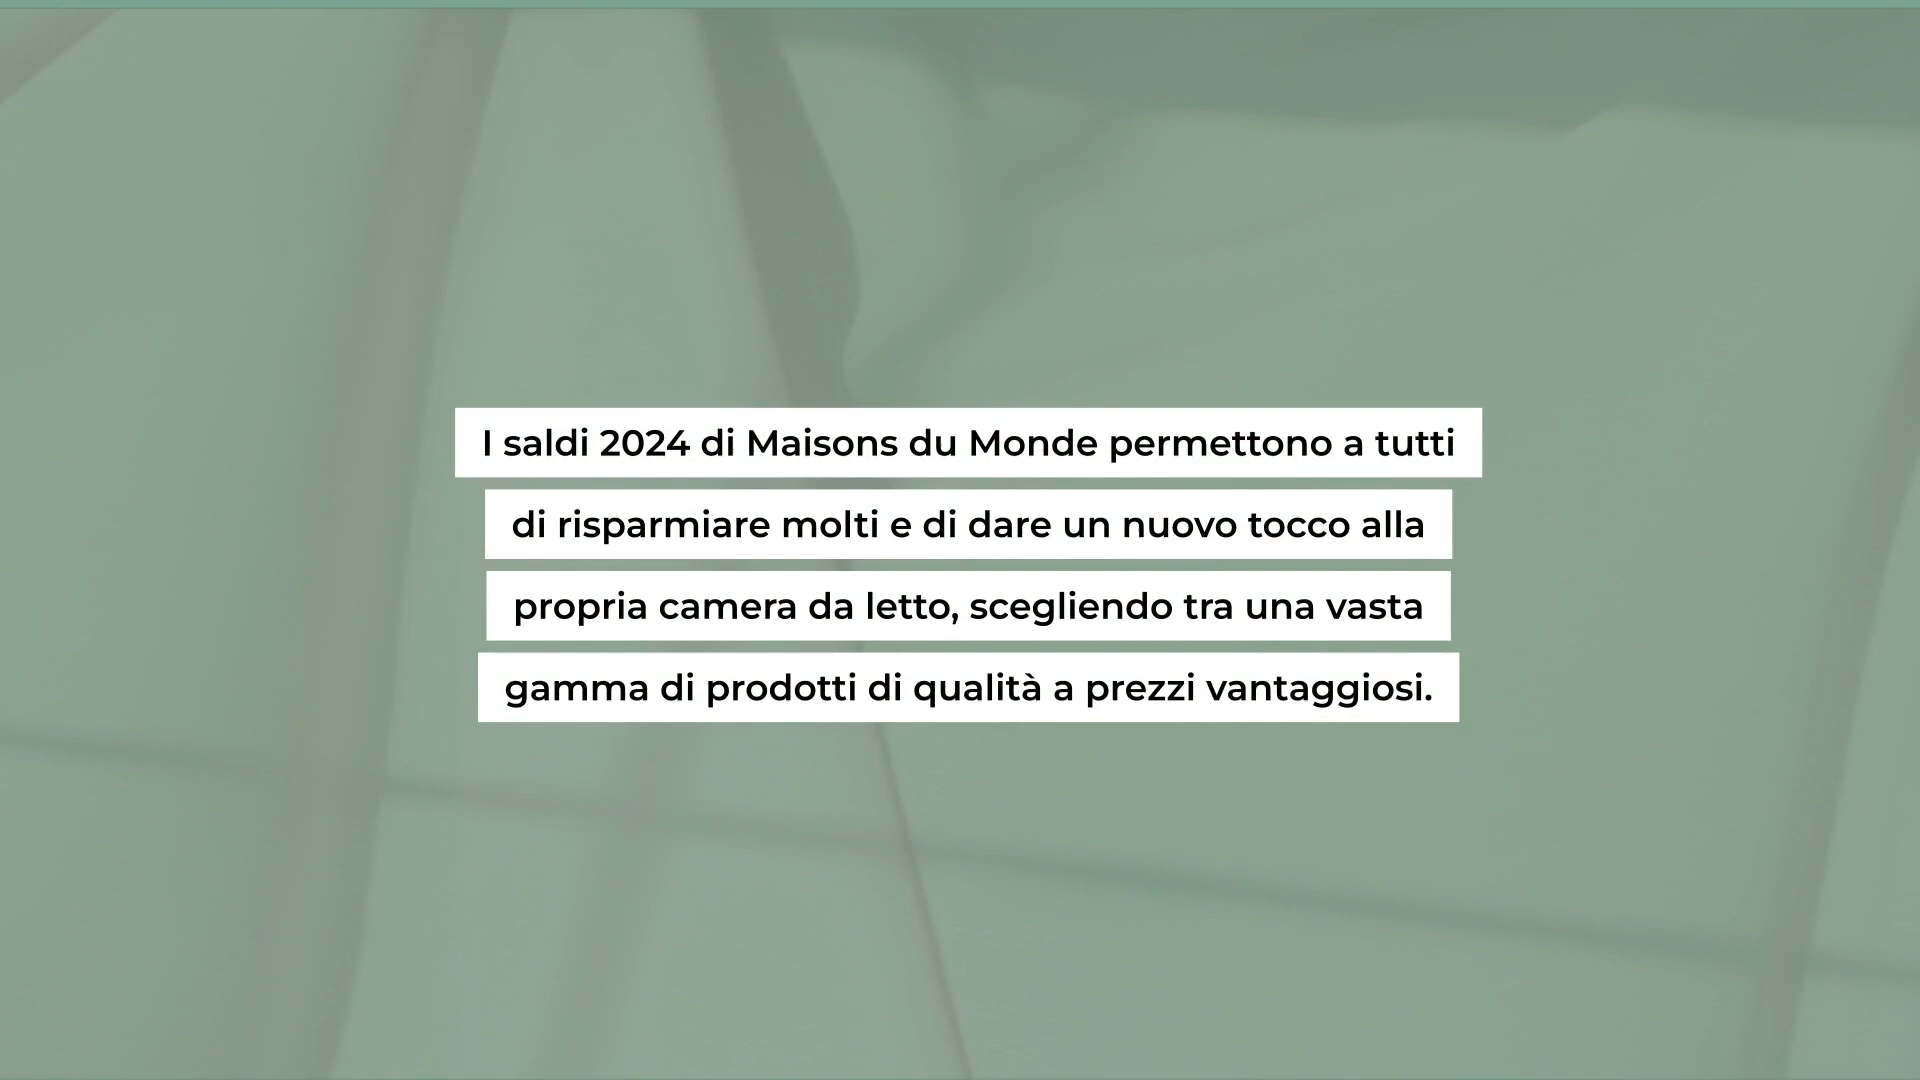 I saldi 2024 di Maisons du Monde permettono a tutti
di risparmiare molti e di dare un nuovo tocco alla
propria camera da letto, scegliendo tra una vasta
gamma di prodotti di qualità a prezzi vantaggiosi.